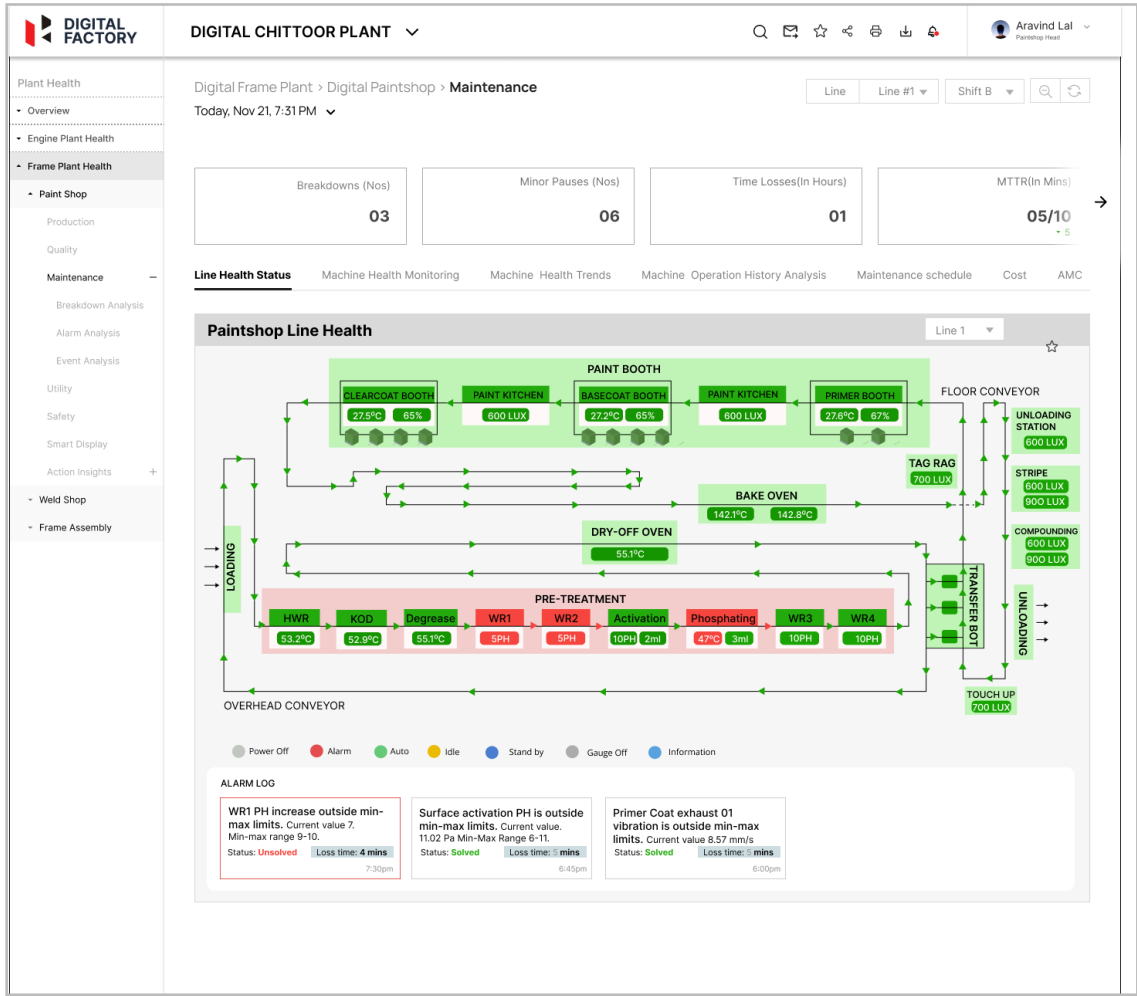 DIGITAL
FACTORY
DIGITAL CHITTOOR PLANT
Aravind Lal
Paintshop Head
Plant Health
Overview
Engine Plant Health
Frame Plant Health
Paint Shop
Production
Quality
Maintenance
Breakdown Analysis
Alarm Analysis
Event Analysis
Utility
Safety
Smart Display
Action Insights
Weld Shop
Frame Assembly
Digital Frame Plant > Digital Paintshop > Maintenance
Today, Nov 21, 7:31 PM
Line Line #1 Shift B
Breakdowns (Nos)
03
Minor Pauses (Nos)
06
Time Losses(In Hours)
01
MTTR(In Mins)
05/10
5
Line Health Status Machine Health Monitoring Machine Health Trends Machine Operation History Analysis Maintenance schedule Cost AMC
Paintshop Line Health
Line 1
PAINT BOOTH
CLEARCOAT BOOTH
27.5ºC 65%
PAINT KITCHEN
600 LUX
BASECOAT BOOTH
27.2ºC 65%
PAINT KITCHEN
600 LUX
PRIMER BOOTH
27.6ºC 67%
FLOOR CONVEYOR
UNLOADING
STATION
600 LUX
TAG RAG
700 LUX
STRIPE
600 LUX
900 LUX
BAKE OVEN
142.1ºC 142.8ºC
COMPOUNDING
600 LUX
900 LUX
DRY-OFF OVEN
55.1ºC
LOADING
PRE-TREATMENT
HWR
53.2ºC
KOD
52.9ºC
Degrease
55.1ºC
WR1
5PH
WR2
5PH
Activation
10PH 2ml
Phosphating
47ºC 3ml
WR3
10PH
WR4
10PH
TRANSFER BOT
UNLOADING
TOUCH UP
700 LUX
OVERHEAD CONVEYOR
Power Off Alarm Auto Idle Stand by Gauge Off Information
ALARM LOG
WR1 PH increase outside min-
max limits. Current value 7.
Min-max range 9-10.
Status: Unsolved Loss time: 4 mins
7:30pm
Surface activation PH is outside
min-max limits. Current value.
11.02 Pa Min-Max Range 6-11.
Status: Solved Loss time: 5 mins
6:45pm
Primer Coat exhaust 01
vibration is outside min-max
limits. Current value 8.57 mm/s
Status: Solved Loss time: 5 mins
6:00pm